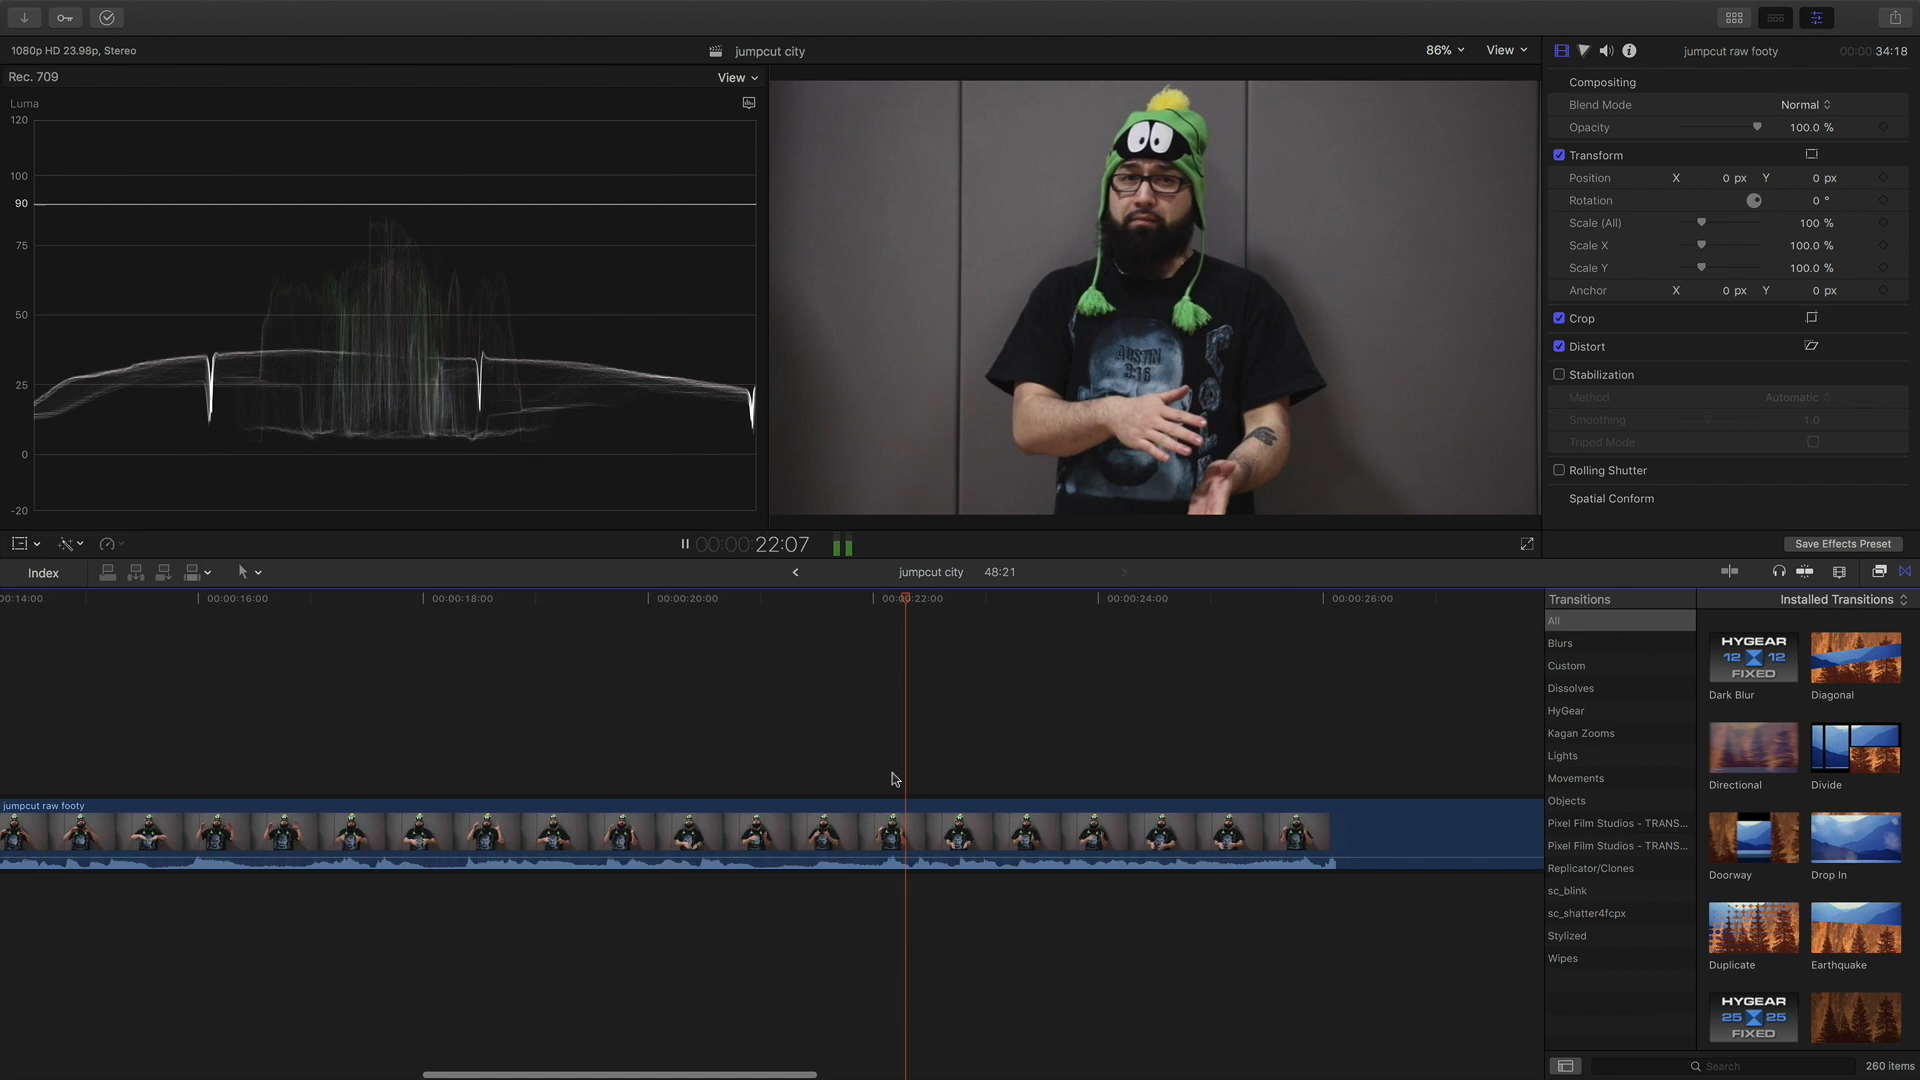 1080p HD 23.98p, Stereo
jumpcut city
86%
View
jumpcut raw footy
00:00:34:18
Rec. 709
View
Luma
120
100
90
75
50
25
0
-20
AUSTIN
3:16
Compositing
Blend Mode
Normal
Opacity
100.0 %
Transform
Position
X
0 px
Y
0 px
Rotation
0 °
Scale (All)
100 %
Scale X
100.0 %
Scale Y
100.0 %
Anchor
X
0 px
Y
0 px
Crop
Distort
Stabilization
Method
Automatic
Smoothing
1.0
Tripod Mode
Rolling Shutter
Spatial Conform
00:00:22:07
Save Effects Preset
Index
jumpcut city
48:21
00:14:00
00:00:16:00
00:00:18:00
00:00:20:00
00:00:22:00
00:00:24:00
00:00:26:00
jumpcut raw footy
Transitions
Installed Transitions
All
Blurs
Custom
Dissolves
HyGear
Kagan Zooms
Lights
Movements
Objects
Pixel Film Studios - TRANS...
Pixel Film Studios - TRANS...
Replicator/Clones
sc_blink
sc_shatter4fcpx
Stylized
Wipes
HYGEAR
12 12
FIXED
Dark Blur
Diagonal
Directional
Divide
Doorway
Drop In
Duplicate
Earthquake
HYGEAR
25 25
FIXED
Search
260 items